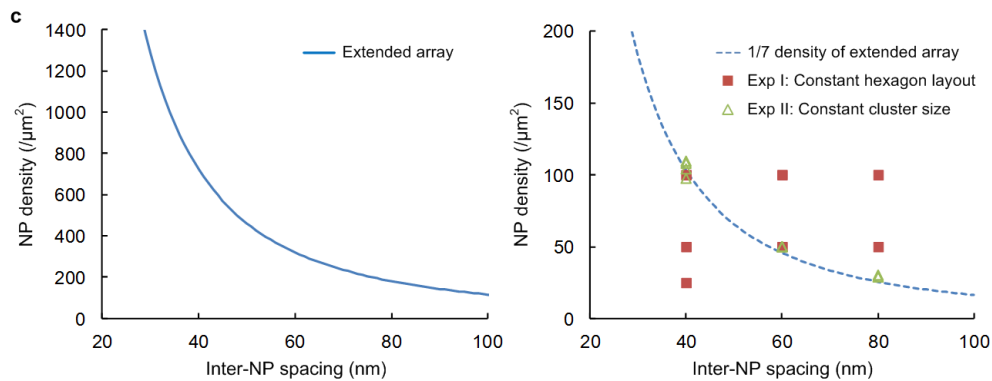 c
1400
1200
1000
800
600
400
200
0
NP density (/µm²)
20
40
60
80
100
Inter-NP spacing (nm)
Extended array
200
150
100
50
0
NP density (/µm²)
20
40
60
80
100
Inter-NP spacing (nm)
1/7 density of extended array
Exp I: Constant hexagon layout
Exp II: Constant cluster size